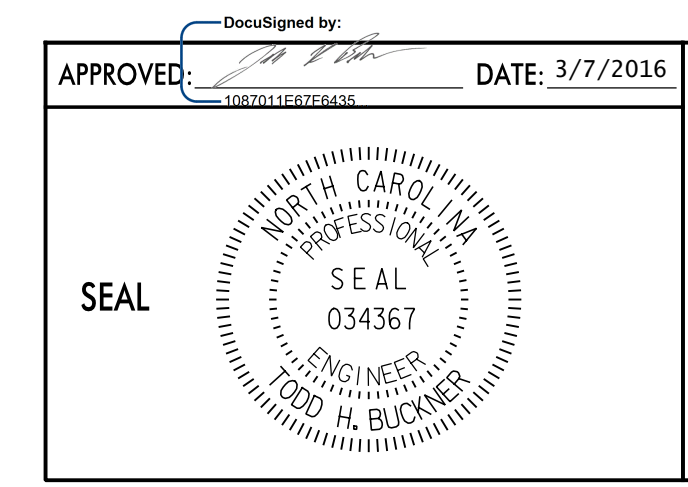 DocuSigned by:
APPROVED:
DATE: 3/7/2016
1087011E67F6435...
SEAL
NORTH CAROLINA
PROFESSIONAL
SEAL
034367
ENGINEER
TODD H. BUCKNER